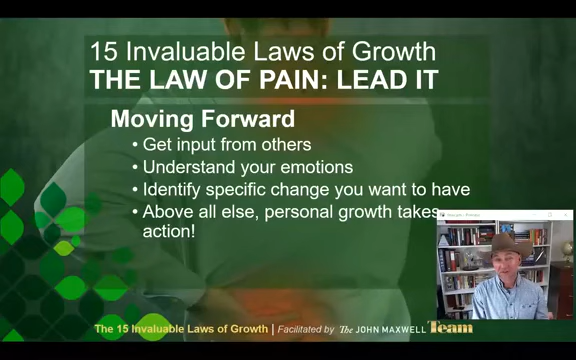 15 Invaluable Laws of Growth
THE LAW OF PAIN: LEAD IT
Moving Forward
• Get input from others
• Understand your emotions
• Identify specific change you want to have
• Above all else, personal growth takes
action!
The 15 Invaluable Laws of Growth | Facilitated by The JOHN MAXWELL Team